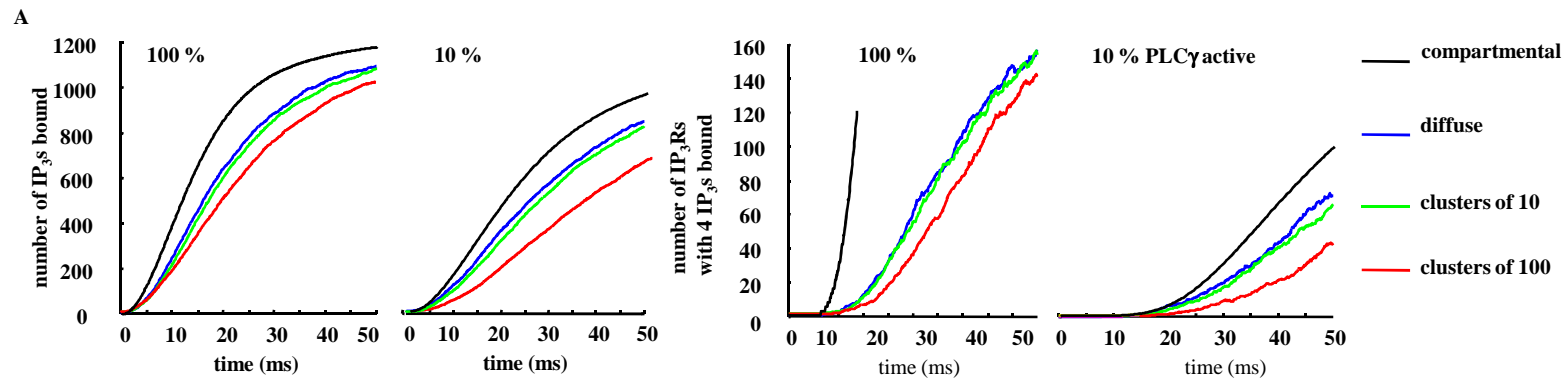 A
number of IP3s bound
1200
1000
800
600
400
200
0
100 %
0 10 20 30 40 50
time (ms)
10 %
0 10 20 30 40 50
time (ms)
number of IP3Rs
with 4 IP3s bound
160
140
120
100
80
60
40
20
0
100 %
0 10 20 30 40 50
time (ms)
10 % PLCγ active
0 10 20 30 40 50
time (ms)
compartmental
diffuse
clusters of 10
clusters of 100